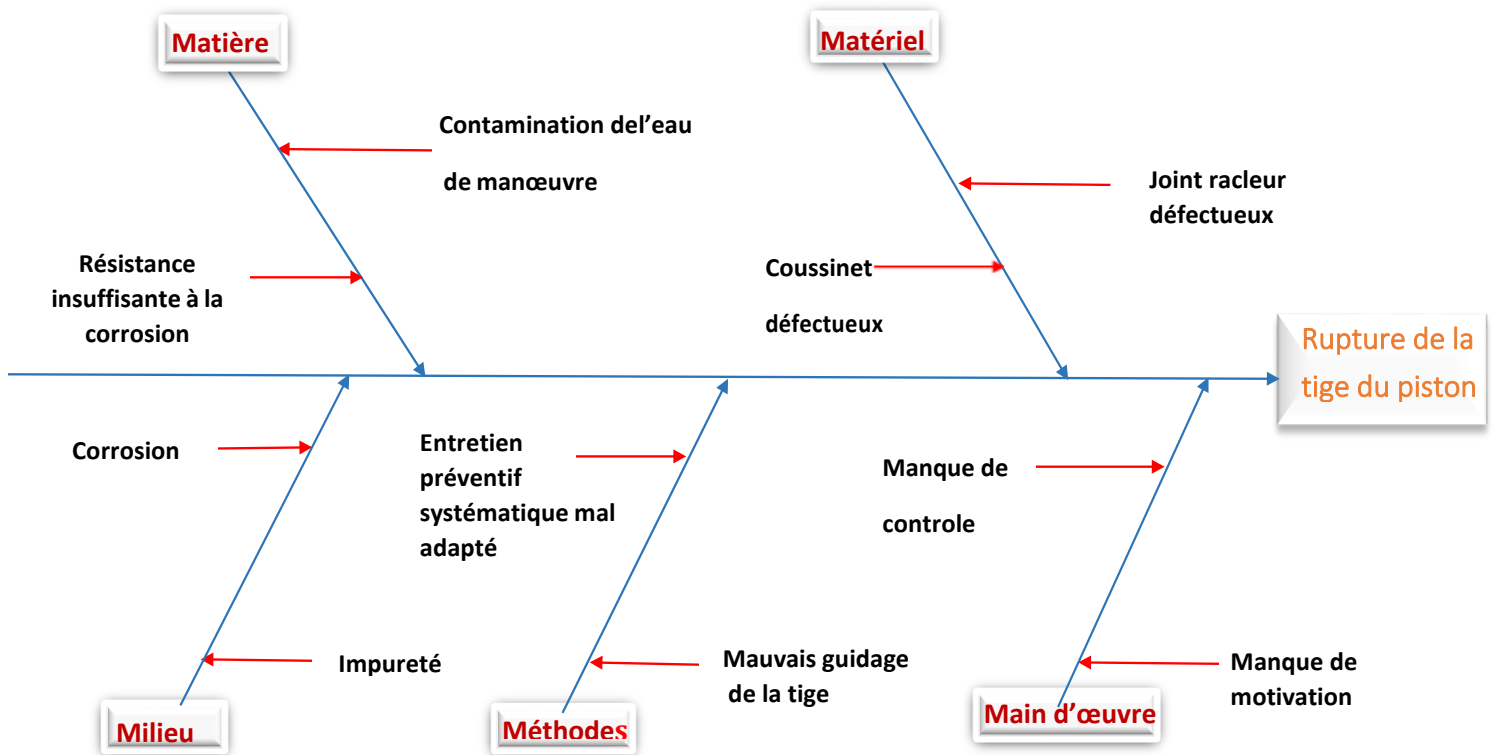 Matière
Matériel
Contamination del’eau
de manœuvre
Joint racleur
défectueux
Résistance
insuffisante à la
corrosion
Coussinet
défectueux
Rupture de la
tige du piston
Corrosion
Entretien
préventif
systématique mal
adapté
Manque de
controle
Impureté
Mauvais guidage
de la tige
Manque de
motivation
Milieu
Méthodes
Main d’œuvre